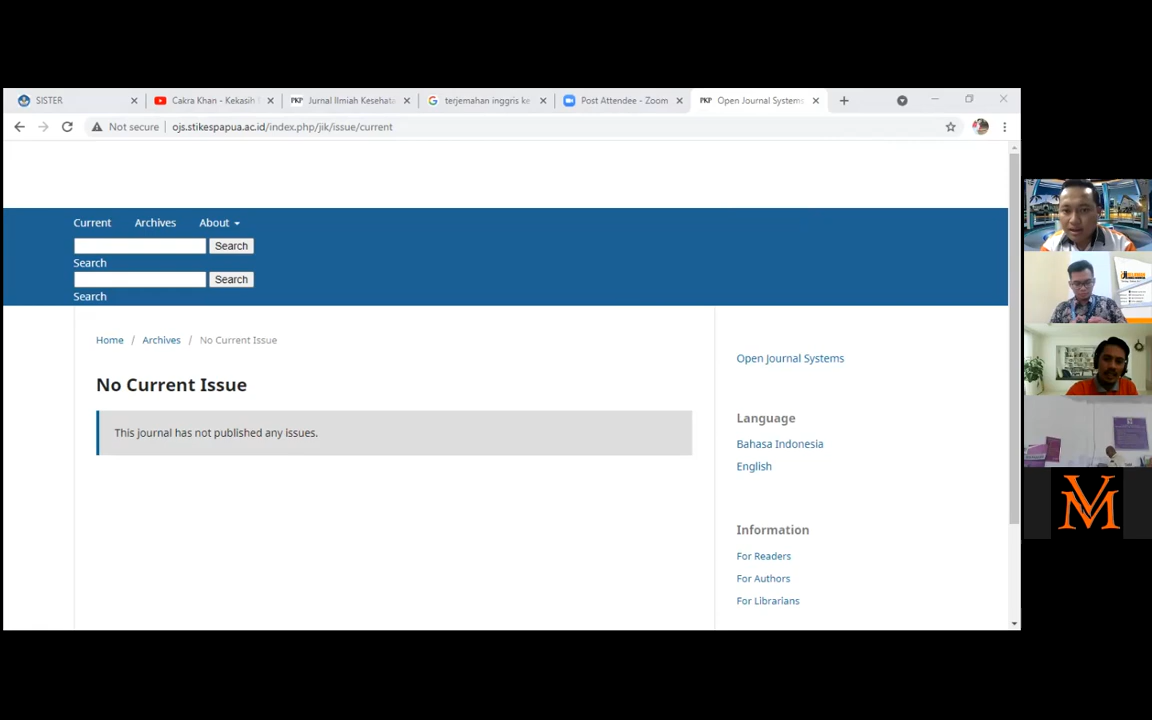 SISTER
Cakra Khan - Kekasih
Jurnal Ilmiah Kesehata
terjemahan inggris ke
Post Attendee - Zoom
PKP Open Journal Systems
Not secure
ojs.stikespapua.ac.id/index.php/jik/issue/current
Current Archives About
Search
Search
Search
Search
Home / Archives / No Current Issue
No Current Issue
This journal has not published any issues.
Open Journal Systems
Language
Bahasa Indonesia
English
Information
For Readers
For Authors
For Librarians
VM